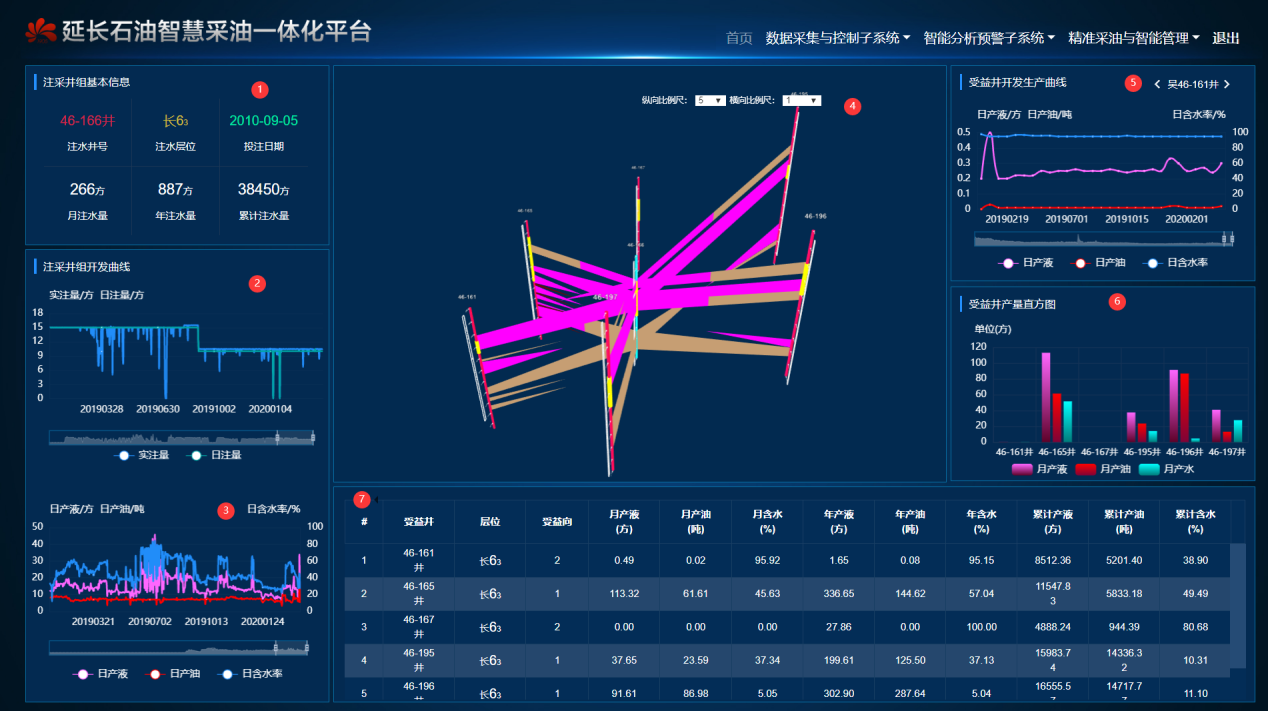 延长石油智慧采油一体化平台
首页 数据采集与控制子系统 智能分析预警子系统 精准采油与智能管理 退出
注采井组基本信息
1
46-166井 长6₃ 2010-09-05
注水井号 注水层位 投注日期
266方 887方 38450方
月注水量 年注水量 累计注水量
注采井组开发曲线
2
实注量/方 日注量/方
18
15
12
9
6
3
0
20190328 20190630 20191002 20200104
实注量 日注量
3
日产液/方 日产油/吨 日含水率/%
50 100
40 80
30 60
20 40
10 20
0 0
20190321 20190702 20191013 20200124
日产液 日产油 日含水率
纵向比例尺: 5 横向比例尺: 1
4
46-195
46-167
46-165
46-196
46-166
46-161
46-197
受益井开发生产曲线
5
吴46-161井
日产液/方 日产油/吨 日含水率/%
0.5 100
0.4 80
0.3 60
0.2 40
0.1 20
0 0
20190219 20190701 20191015 20200201
日产液 日产油 日含水率
受益井产量直方图
6
单位(方)
120
100
80
60
40
20
0
46-161井 46-165井 46-167井 46-195井 46-196井 46-197井
月产液 月产油 月产水
7
# 受益井 层位 受益向 月产液(方) 月产油(吨) 月含水(%) 年产液(方) 年产油(吨) 年含水(%) 累计产液(方) 累计产油(吨) 累计含水(%)
1 46-161井 长6₃ 2 0.49 0.02 95.92 1.65 0.08 95.15 8512.36 5201.40 38.90
2 46-165井 长6₃ 1 113.32 61.61 45.63 336.65 144.62 57.04 11547.83 5833.18 49.49
3 46-167井 长6₃ 2 0.00 0.00 0.00 27.86 0.00 100.00 4888.24 944.39 80.68
4 46-195井 长6₃ 1 37.65 23.59 37.34 199.61 125.50 37.13 15983.74 14336.32 10.31
5 46-196 长6₃ 1 91.61 86.98 5.05 302.90 287.64 5.04 16555.5 14717.7 11.10